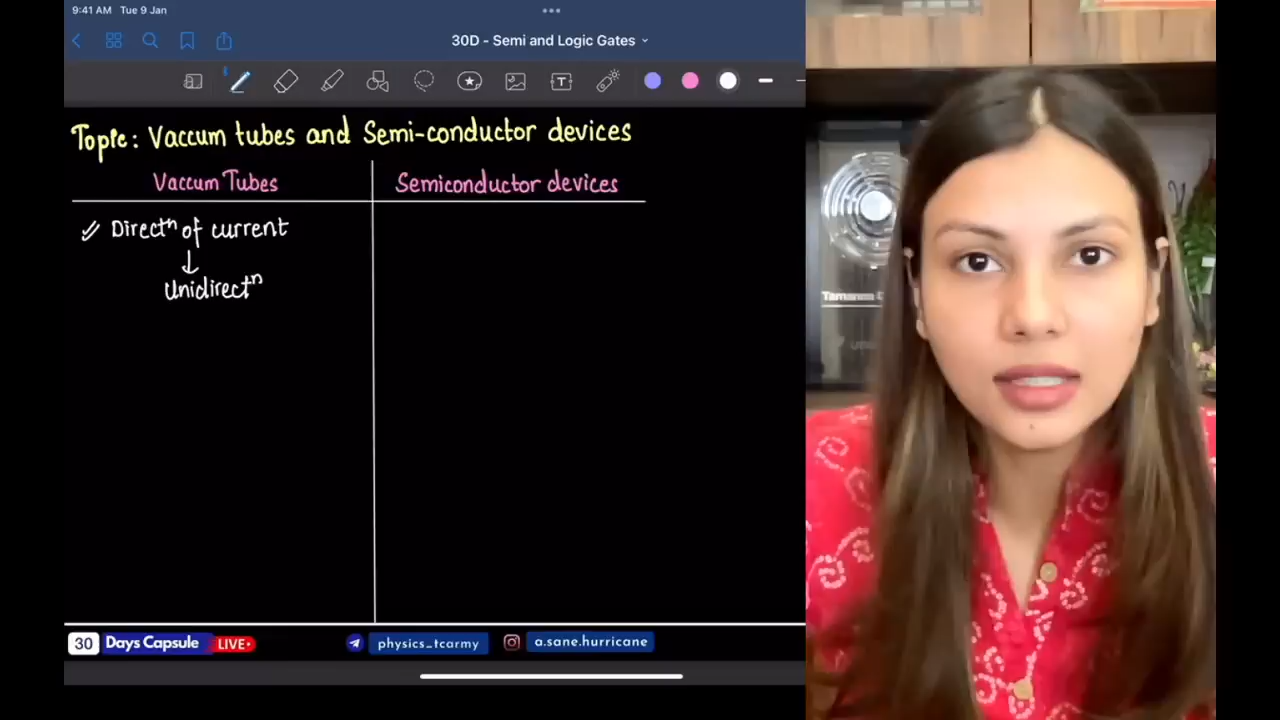 9:41 AM Tue 9 Jan
30D - Semi and Logic Gates
T
Topic: Vaccum tubes and Semi-conductor devices
Vaccum Tubes
Semiconductor devices
Directⁿ of current
↓
Unidirectⁿ
Tamanna
30 Days Capsule LIVE
physics_tcarmy
a.sane.hurricane